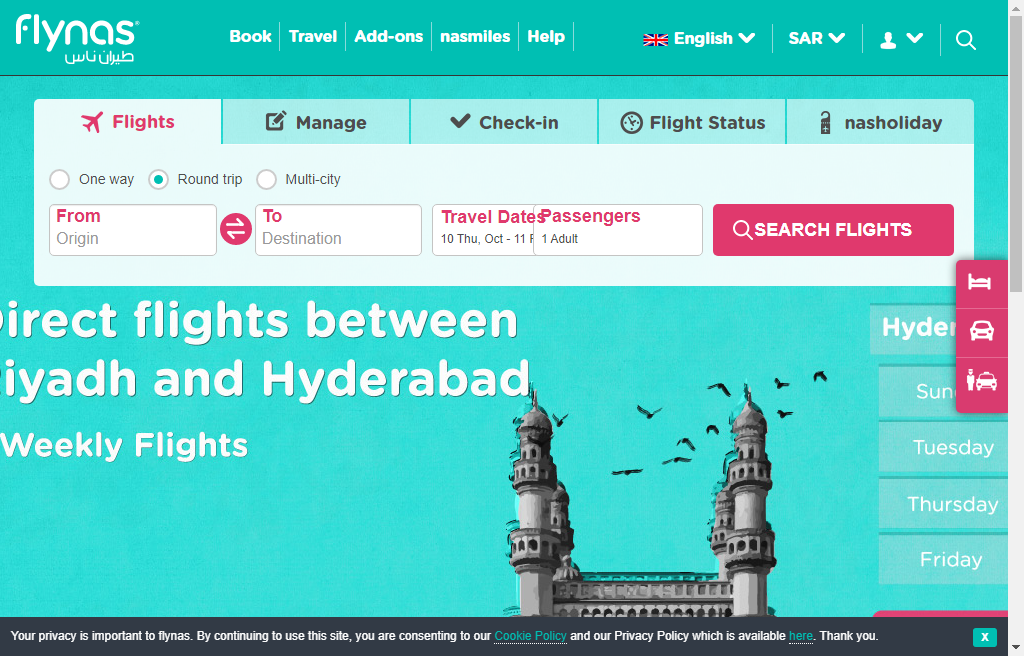 flynas
طيران ناس
Book Travel Add-ons nasmiles Help
English SAR
Flights Manage Check-in Flight Status nasholiday
One way Round trip Multi-city
From To Travel Dates Passengers
Origin Destination 10 Thu, Oct - 11 F 1 Adult
SEARCH FLIGHTS
irect flights between
iyadh and Hyderabad
Weekly Flights
Hyder
Sun
Tuesday
Thursday
Friday
Your privacy is important to flynas. By continuing to use this site, you are consenting to our Cookie Policy and our Privacy Policy which is available here. Thank you.
X